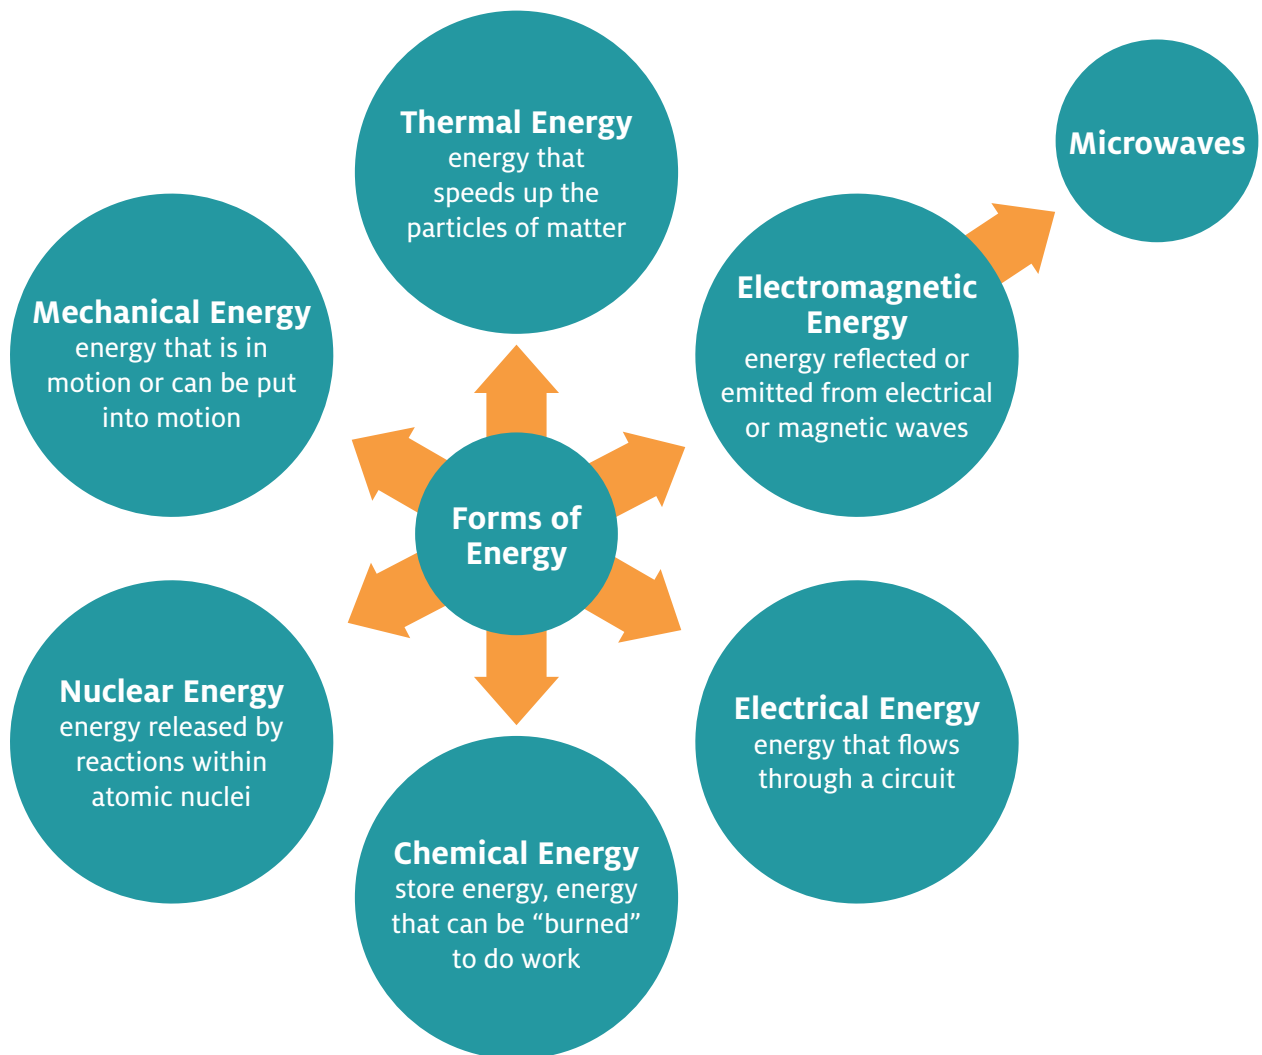 Thermal Energy
energy that
speeds up the
particles of matter
Microwaves
Mechanical Energy
energy that is in
motion or can be put
into motion
Electromagnetic
Energy
energy reflected or
emitted from electrical
or magnetic waves
Forms of
Energy
Nuclear Energy
energy released by
reactions within
atomic nuclei
Electrical Energy
energy that flows
through a circuit
Chemical Energy
store energy, energy
that can be “burned”
to do work